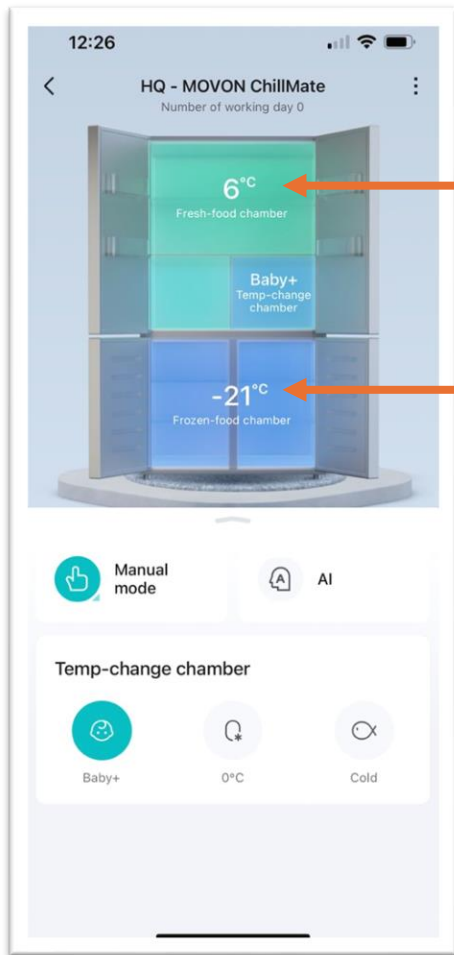 12:26
HQ - MOVON ChillMate
Number of working day 0
6°C
Fresh-food chamber
Baby+
Temp-change
chamber
-21°C
Frozen-food chamber
Manual
mode
A
AI
Temp-change chamber
Baby+
0°C
Cold